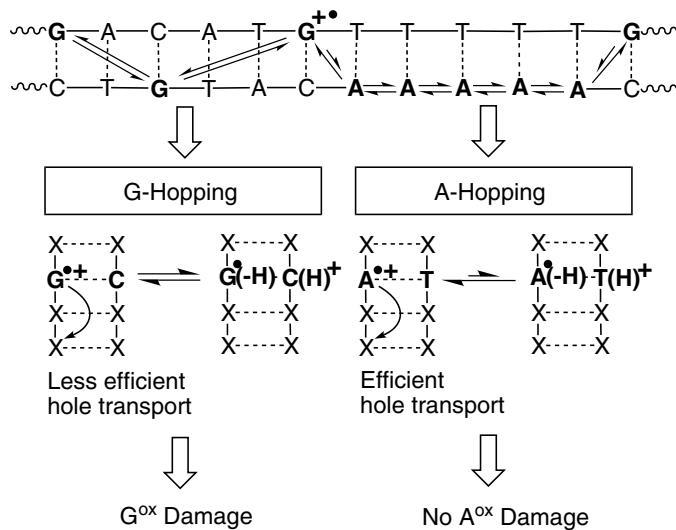 G A C A T G+• T T T T T G
C T G T A C A A A A A C
G-Hopping A-Hopping
X X X X X X X X
G•+ C G•(-H) C(H)+ A•+ T A•(-H) T(H)+
X X X X X X X X
X X X X X X X X
Less efficient Efficient
hole transport hole transport
Gox Damage No Aox Damage